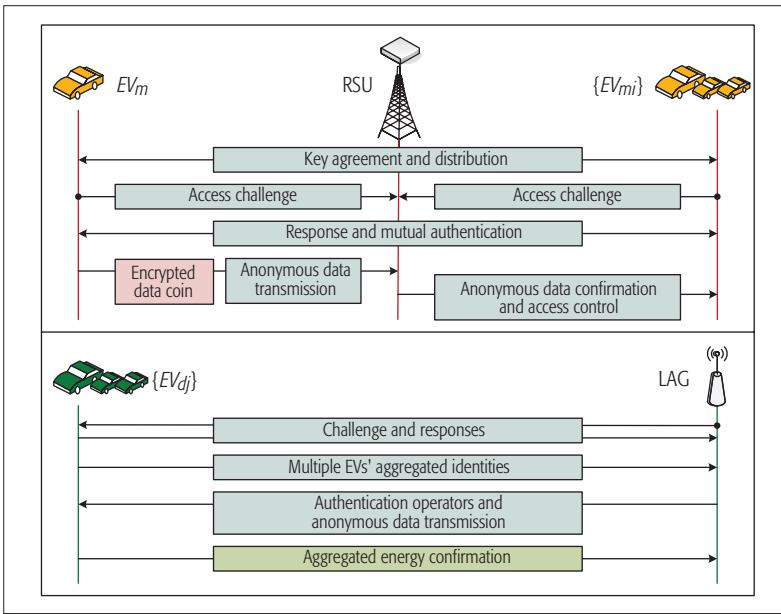 EVm
RSU
{EVmi}
Key agreement and distribution
Access challenge
Access challenge
Response and mutual authentication
Encrypted
data coin
Anonymous data
transmission
Anonymous data confirmation
and access control
{EVdj}
LAG
Challenge and responses
Multiple EVs' aggregated identities
Authentication operators and
anonymous data transmission
Aggregated energy confirmation